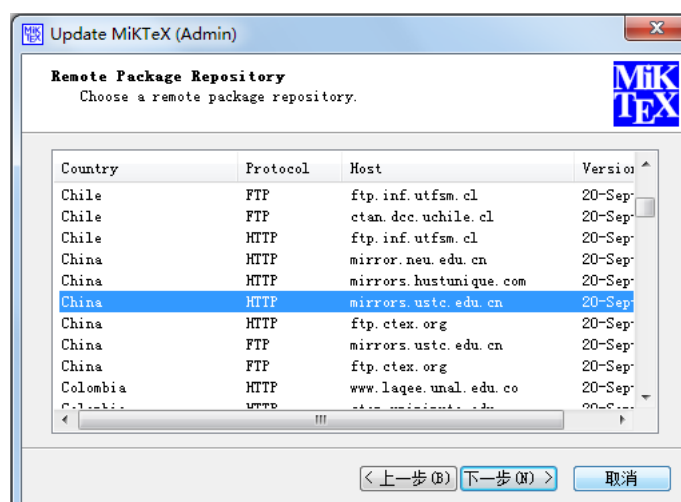 Update MiKTeX (Admin)
Remote Package Repository
Choose a remote package repository.
MiK
TEX
Country Protocol Host Version
Chile FTP ftp.inf.utfsm.cl 20-Sep-
Chile FTP ctan.dcc.uchile.cl 20-Sep-
Chile HTTP ftp.inf.utfsm.cl 20-Sep-
China HTTP mirror.neu.edu.cn 20-Sep-
China HTTP mirrors.hustunique.com 20-Sep-
China HTTP mirrors.ustc.edu.cn 20-Sep-
China HTTP ftp.ctex.org 20-Sep-
China FTP mirrors.ustc.edu.cn 20-Sep-
China FTP ftp.ctex.org 20-Sep-
Colombia HTTP www.laqee.unal.edu.co 20-Sep-
<上一步(B) 下一步(N)> 取消